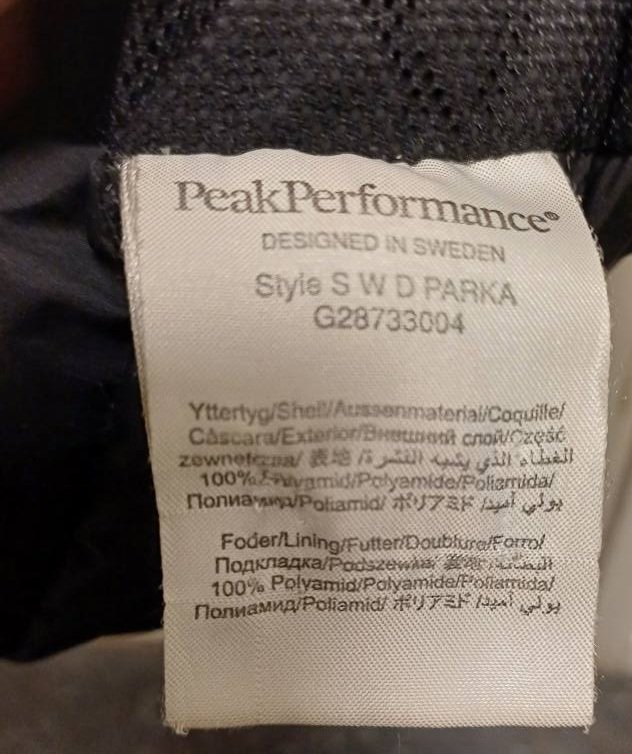 PeakPerformance®
DESIGNED IN SWEDEN
Style S W D PARKA
G28733004
Yttertyg/Shell/Aussenmaterial/Coquille/
Cáscara/Exterior/Внешний слой/Część
zewnętrzna/ 表地 /الغطاء الذي يشبه القشرة
100% Polyamid/Polyamide/Poliamida/
Полиамид/Poliamid/ ポリアミド /بولي أميد
Foder/Lining/Futter/Doublure/Forro/
Подкладка/Podszewka/ 裏地 /البطانة
100% Polyamid/Polyamide/Poliamida/
Полиамид/Poliamid/ ポリアミド /بولي أميد